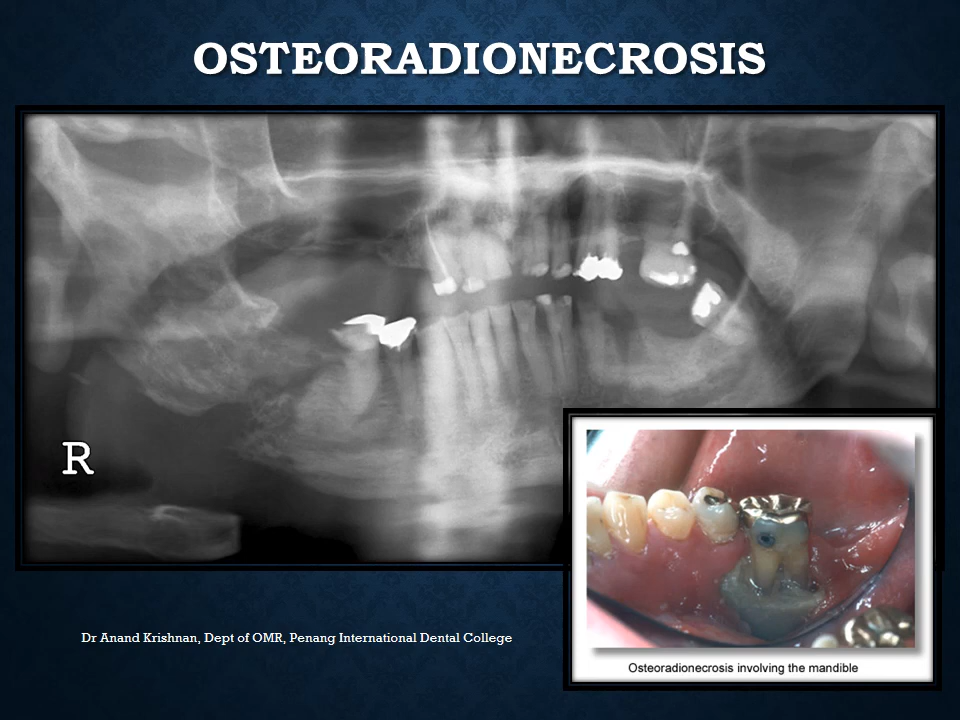 OSTEORADIONECROSIS
R
Dr Anand Krishnan, Dept of OMR, Penang International Dental College
Osteoradionecrosis involving the mandible